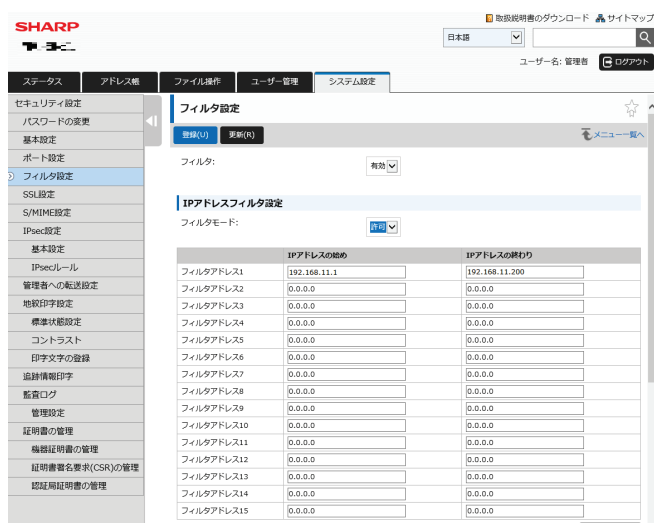 取扱説明書のダウンロード サイトマップ
SHARP
日本語
ユーザー名: 管理者 ログアウト
ステータス アドレス帳 ファイル操作 ユーザー管理 システム設定
セキュリティ設定
パスワードの変更
基本設定
ポート設定
フィルタ設定
SSL設定
S/MIME設定
IPsec設定
基本設定
IPsecルール
管理者への転送設定
地紋印字設定
標準状態設定
コントラスト
印字文字の登録
追跡情報印字
監査ログ
管理設定
証明書の管理
機器証明書の管理
証明書署名要求(CSR)の管理
認証局証明書の管理
フィルタ設定
登録(U) 更新(R) メニュー一覧へ
フィルタ: 有効
IPアドレスフィルタ設定
フィルタモード: 許可
IPアドレスの始め IPアドレスの終わり
フィルタアドレス1 192.168.11.1 192.168.11.200
フィルタアドレス2 0.0.0.0 0.0.0.0
フィルタアドレス3 0.0.0.0 0.0.0.0
フィルタアドレス4 0.0.0.0 0.0.0.0
フィルタアドレス5 0.0.0.0 0.0.0.0
フィルタアドレス6 0.0.0.0 0.0.0.0
フィルタアドレス7 0.0.0.0 0.0.0.0
フィルタアドレス8 0.0.0.0 0.0.0.0
フィルタアドレス9 0.0.0.0 0.0.0.0
フィルタアドレス10 0.0.0.0 0.0.0.0
フィルタアドレス11 0.0.0.0 0.0.0.0
フィルタアドレス12 0.0.0.0 0.0.0.0
フィルタアドレス13 0.0.0.0 0.0.0.0
フィルタアドレス14 0.0.0.0 0.0.0.0
フィルタアドレス15 0.0.0.0 0.0.0.0